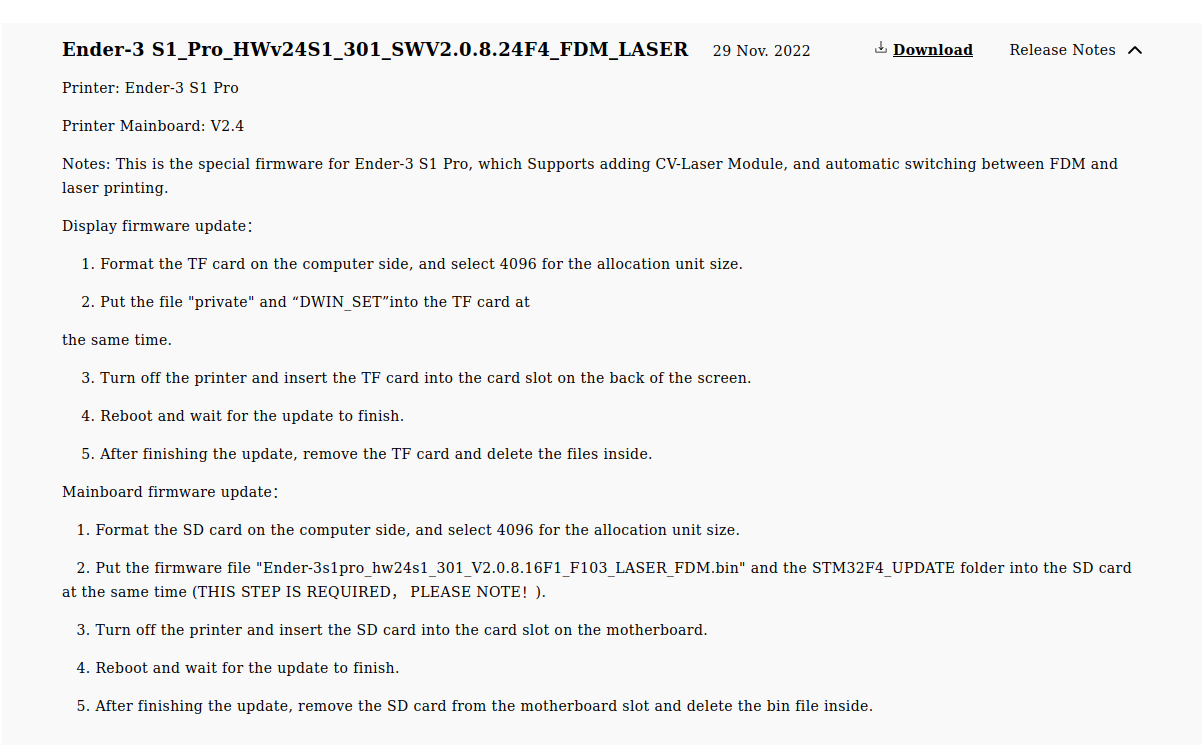 Ender-3 S1_Pro_HWv24S1_301_SWV2.0.8.24F4_FDM_LASER 29 Nov. 2022 Download Release Notes
Printer: Ender-3 S1 Pro
Printer Mainboard: V2.4
Notes: This is the special firmware for Ender-3 S1 Pro, which Supports adding CV-Laser Module, and automatic switching between FDM and
laser printing.
Display firmware update：
1. Format the TF card on the computer side, and select 4096 for the allocation unit size.
2. Put the file "private" and “DWIN_SET”into the TF card at
the same time.
3. Turn off the printer and insert the TF card into the card slot on the back of the screen.
4. Reboot and wait for the update to finish.
5. After finishing the update, remove the TF card and delete the files inside.
Mainboard firmware update：
1. Format the SD card on the computer side, and select 4096 for the allocation unit size.
2. Put the firmware file "Ender-3s1pro_hw24s1_301_V2.0.8.16F1_F103_LASER_FDM.bin" and the STM32F4_UPDATE folder into the SD card
at the same time (THIS STEP IS REQUIRED， PLEASE NOTE！).
3. Turn off the printer and insert the SD card into the card slot on the motherboard.
4. Reboot and wait for the update to finish.
5. After finishing the update, remove the SD card from the motherboard slot and delete the bin file inside.